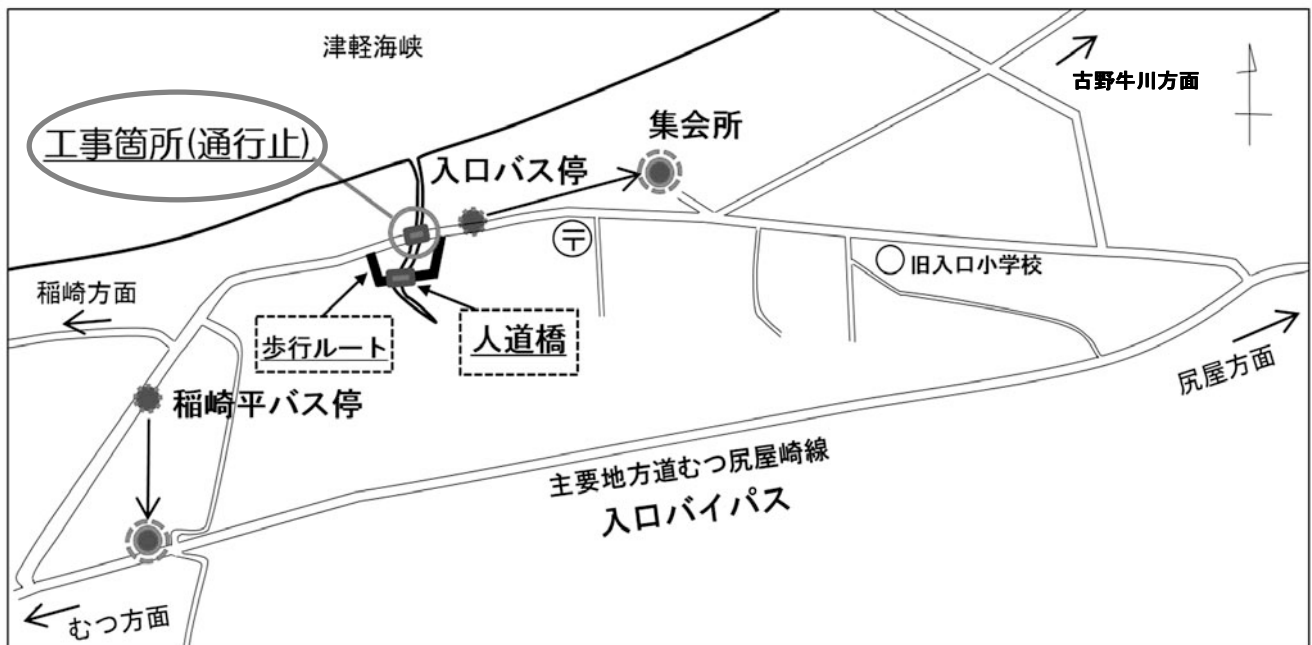 津軽海峡
古野牛川方面
工事箇所(通行止)
集会所
入口バス停
〒
旧入口小学校
稲崎方面
歩行ルート
人道橋
尻屋方面
稲崎平バス停
主要地方道むつ尻屋崎線
入口バイパス
むつ方面